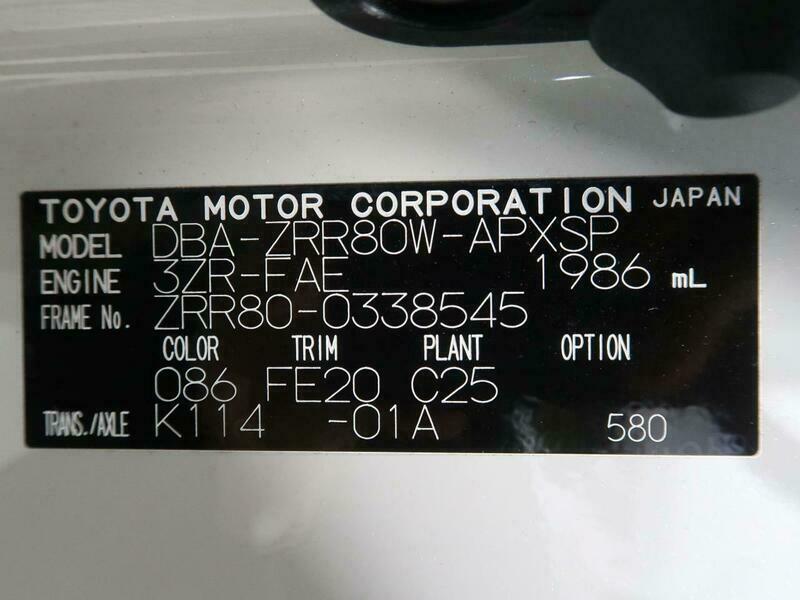 TOYOTA MOTOR CORPORATION JAPAN
MODEL DBA-ZRR80W-APXSP
ENGINE 3ZR-FAE 1986 mL
FRAME No. ZRR80-0338545
COLOR TRIM PLANT OPTION
086 FE20 C25
TRANS./AXLE K114 -01A 580